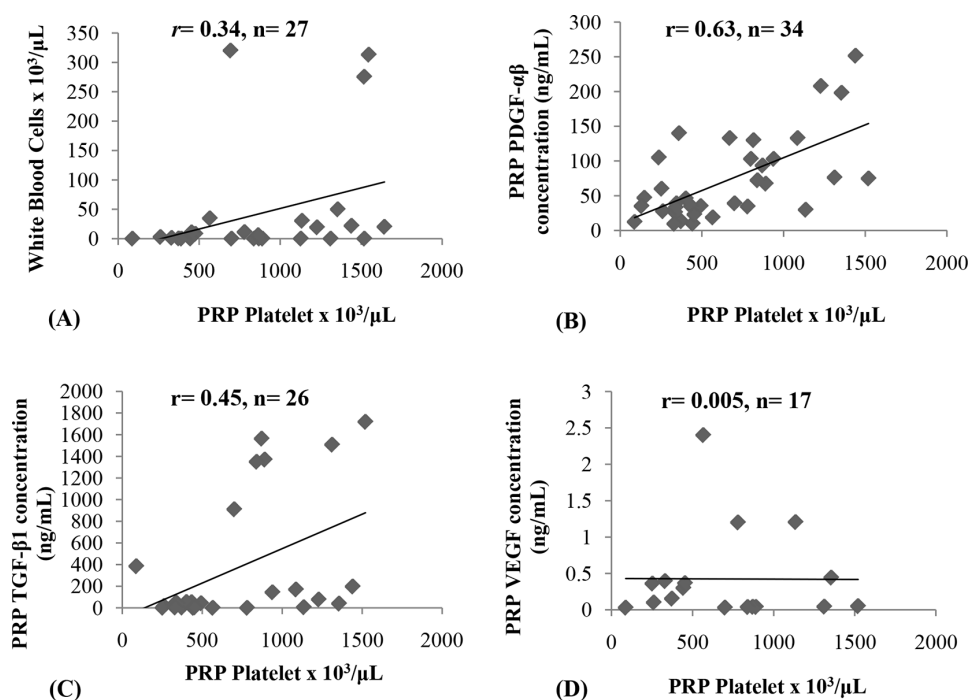 r= 0.34, n= 27
White Blood Cells x 10³/µL
350
300
250
200
150
100
50
0
0
500
1000
1500
2000
PRP Platelet x 10³/µL
(A)
r= 0.63, n= 34
PRP PDGF-αβ
concentration (ng/mL)
300
250
200
150
100
50
0
0
500
1000
1500
2000
PRP Platelet x 10³/µL
(B)
r= 0.45, n= 26
PRP TGF-β1 concentration
(ng/mL)
2000
1800
1600
1400
1200
1000
800
600
400
200
0
0
500
1000
1500
2000
PRP Platelet x 10³/µL
(C)
r= 0.005, n= 17
PRP VEGF concentration
(ng/mL)
3
2.5
2
1.5
1
0.5
0
0
500
1000
1500
2000
PRP Platelet x 10³/µL
(D)